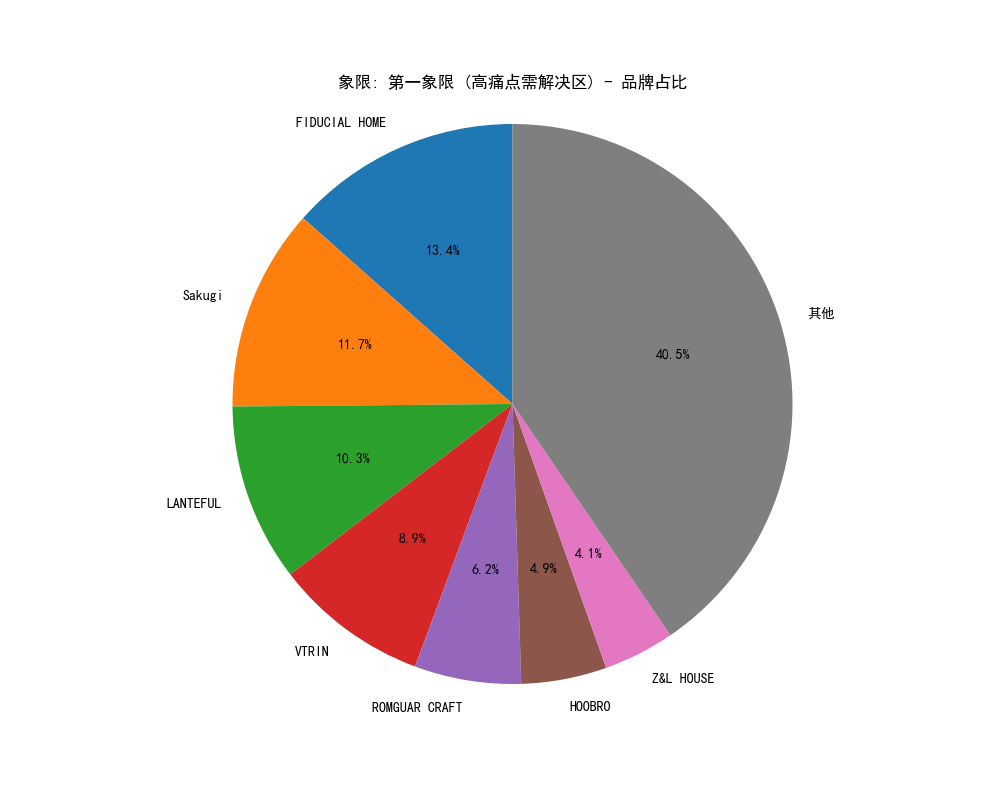 象限: 第一象限 (高痛点需解决区) - 品牌占比
FIDUCIAL HOME
13.4%
Sakugi
11.7%
其他
40.5%
10.3%
LANTEFUL
8.9%
4.1%
4.9%
6.2%
VTRIN
Z&L HOUSE
HOOBRO
ROMGUAR CRAFT